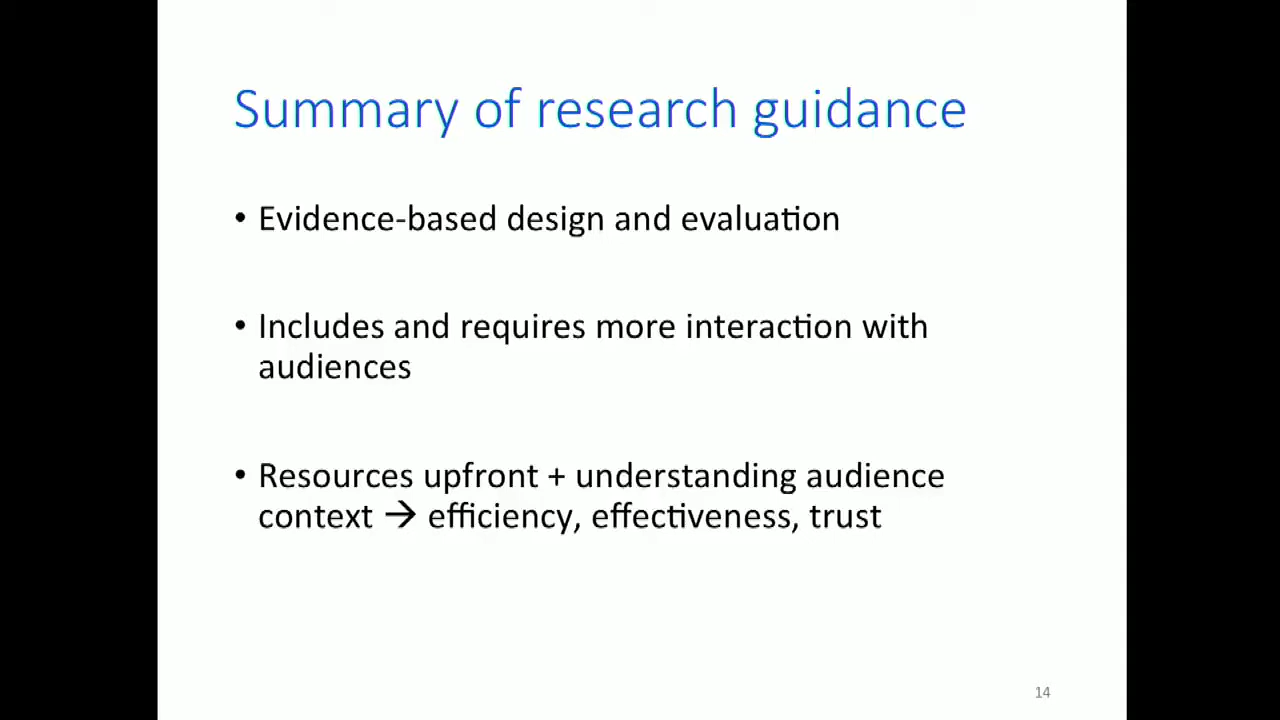 Summary of research guidance
• Evidence-based design and evaluation
• Includes and requires more interaction with
audiences
• Resources upfront + understanding audience
context → efficiency, effectiveness, trust
14